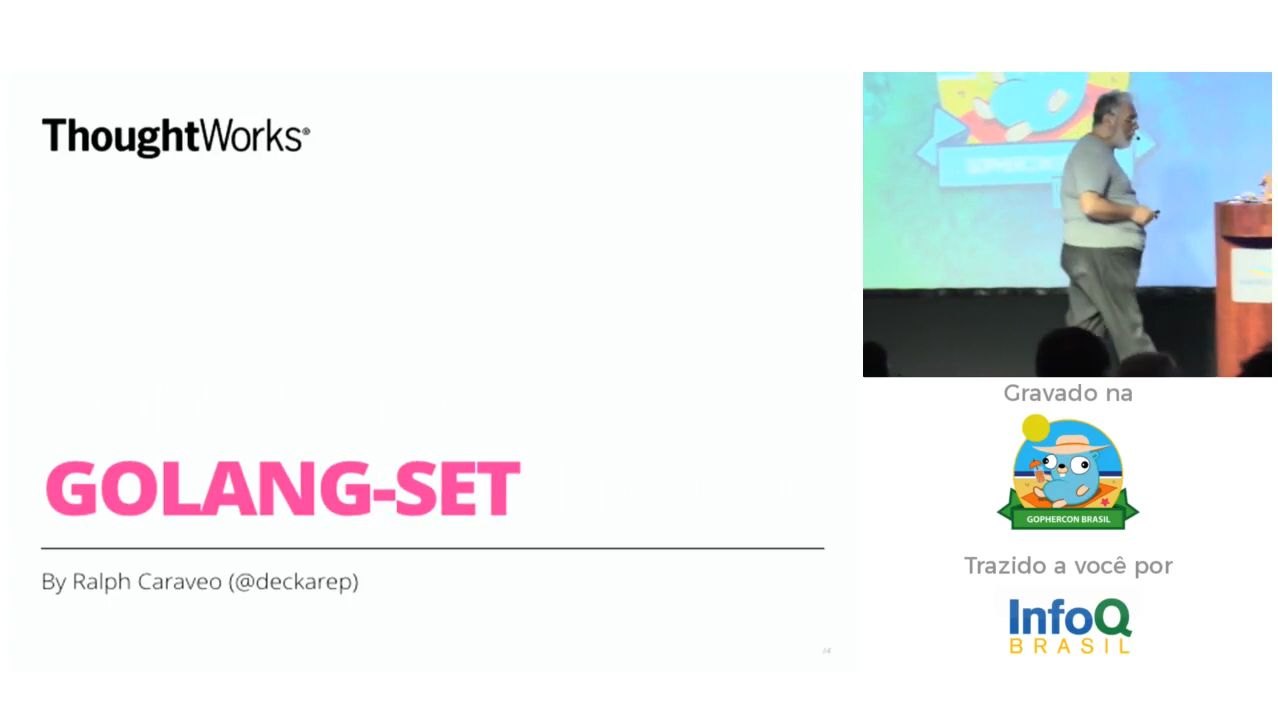 ThoughtWorks®
GOLANG-SET
By Ralph Caraveo (@deckarep)
Gravado na
GOPHERCON BRASIL
Trazido a você por
InfoQ
BRASIL